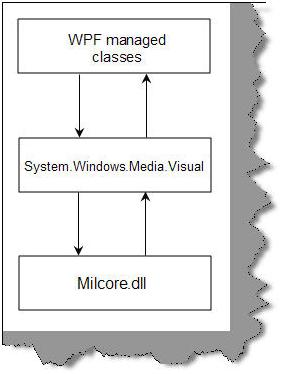 WPF managed
classes
System.Windows.Media.Visual
Milcore.dll